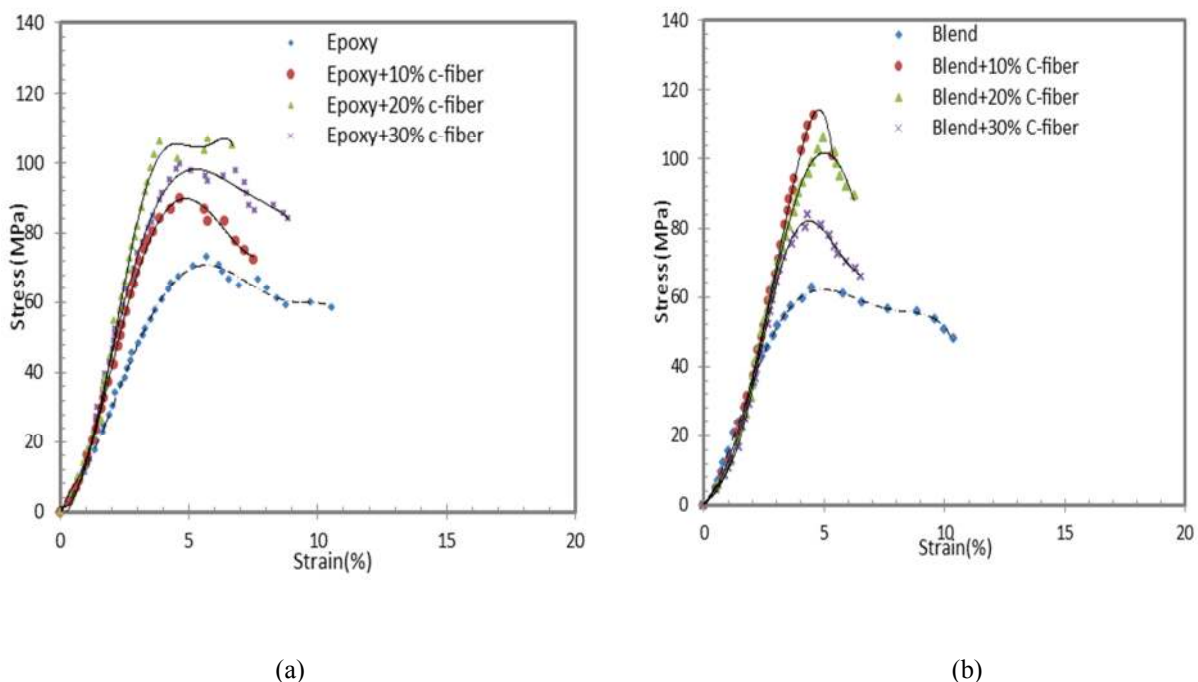 140
120
100
80
60
40
20
0
Stress (MPa)
Epoxy
Epoxy+10% c-fiber
Epoxy+20% c-fiber
Epoxy+30% c-fiber
0 5 10 15 20
Strain(%)
(a)
140
120
100
80
60
40
20
0
Stress (MPa)
Blend
Blend+10% C-fiber
Blend+20% C-fiber
Blend+30% C-fiber
0 5 10 15 20
Strain(%)
(b)